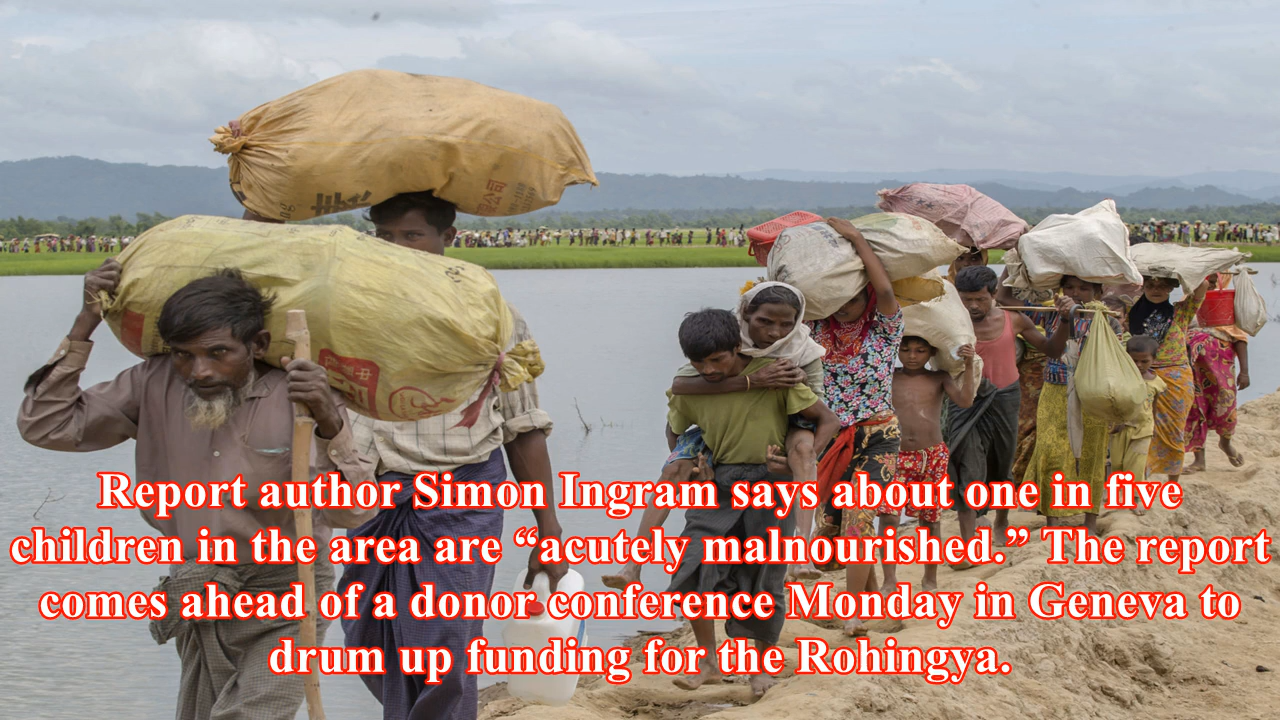 Report author Simon Ingram says about one in five
children in the area are “acutely malnourished.” The report
comes ahead of a donor conference Monday in Geneva to
drum up funding for the Rohingya.